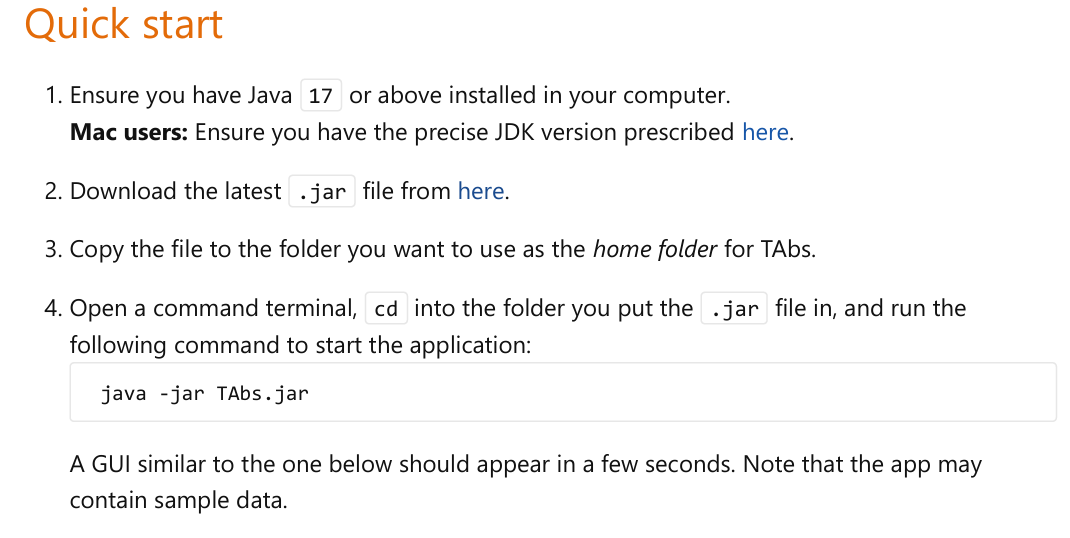 Quick start
1. Ensure you have Java 17 or above installed in your computer.
Mac users: Ensure you have the precise JDK version prescribed here.
2. Download the latest .jar file from here.
3. Copy the file to the folder you want to use as the home folder for TAbs.
4. Open a command terminal, cd into the folder you put the .jar file in, and run the
following command to start the application:
java -jar TAbs.jar
A GUI similar to the one below should appear in a few seconds. Note that the app may
contain sample data.